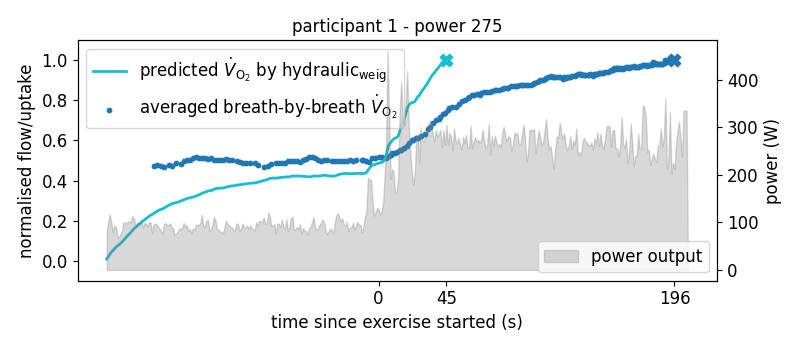 participant 1 - power 275
normalised flow/uptake
1.0
0.8
0.6
0.4
0.2
0.0
predicted V̇O₂ by hydraulicweig
averaged breath-by-breath V̇O₂
power output
400
300
200
100
0
power (W)
0 45 196
time since exercise started (s)